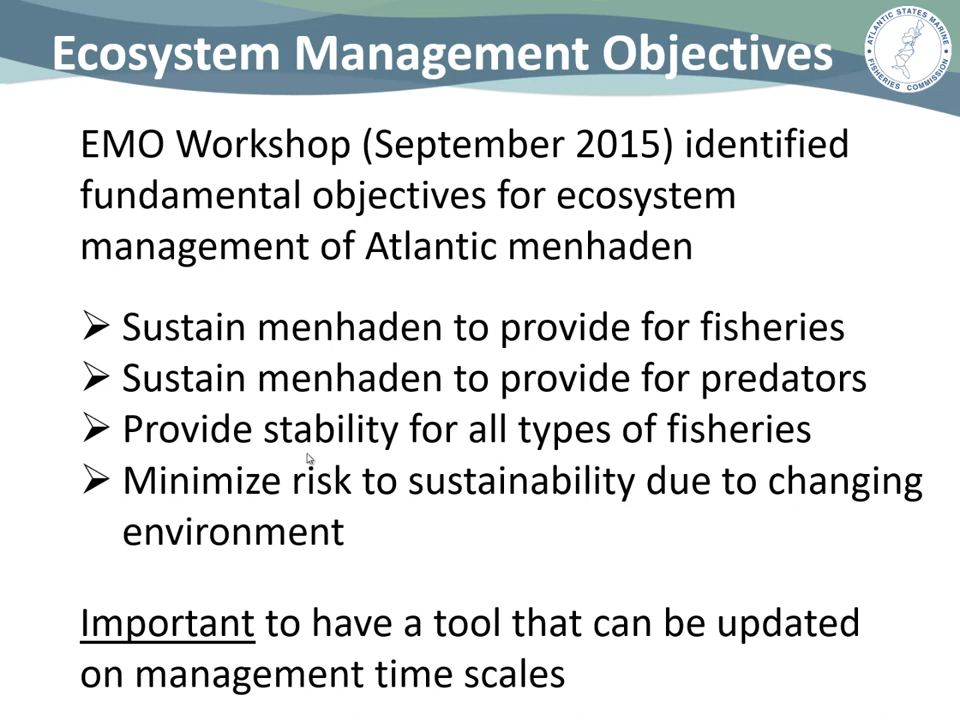 Ecosystem Management Objectives
ATLANTIC STATES MARINE
FISHERIES COMMISSION
EMO Workshop (September 2015) identified
fundamental objectives for ecosystem
management of Atlantic menhaden
➢ Sustain menhaden to provide for fisheries
➢ Sustain menhaden to provide for predators
➢ Provide stability for all types of fisheries
➢ Minimize risk to sustainability due to changing
environment
Important to have a tool that can be updated
on management time scales